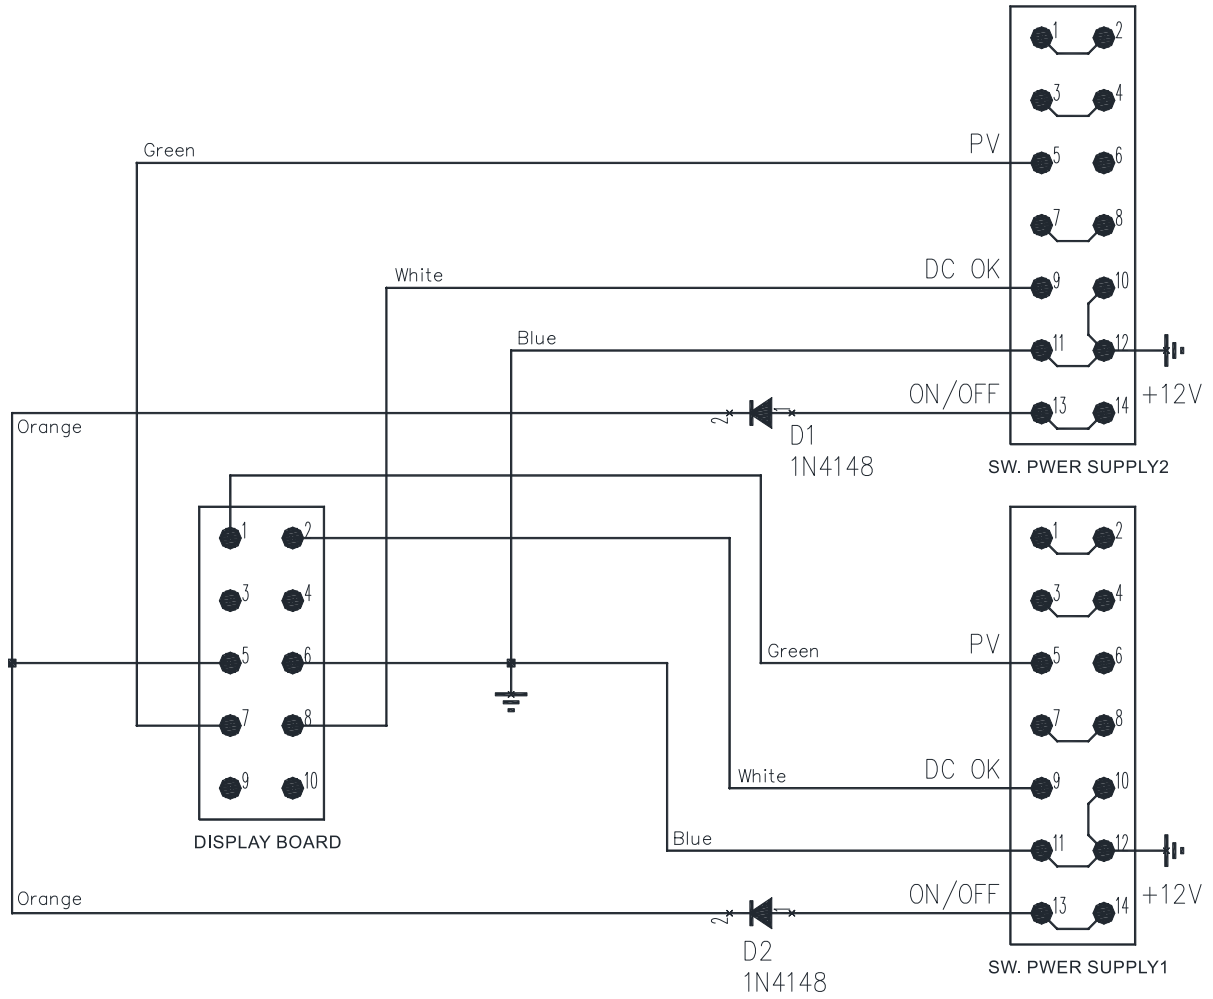 1 2
3 4
Green
PV
5 6
7 8
White
DC OK
9 10
Blue
11 12
ON/OFF
13 14
+12V
Orange
2 1
D1
1N4148
SW. PWER SUPPLY2
1 2
1 2
3 4
3 4
Green
PV
5 6
5 6
7 8
7 8
White
DC OK
9 10
9 10
DISPLAY BOARD
Blue
11 12
Orange
ON/OFF
13 14
+12V
2 1
D2
1N4148
SW. PWER SUPPLY1